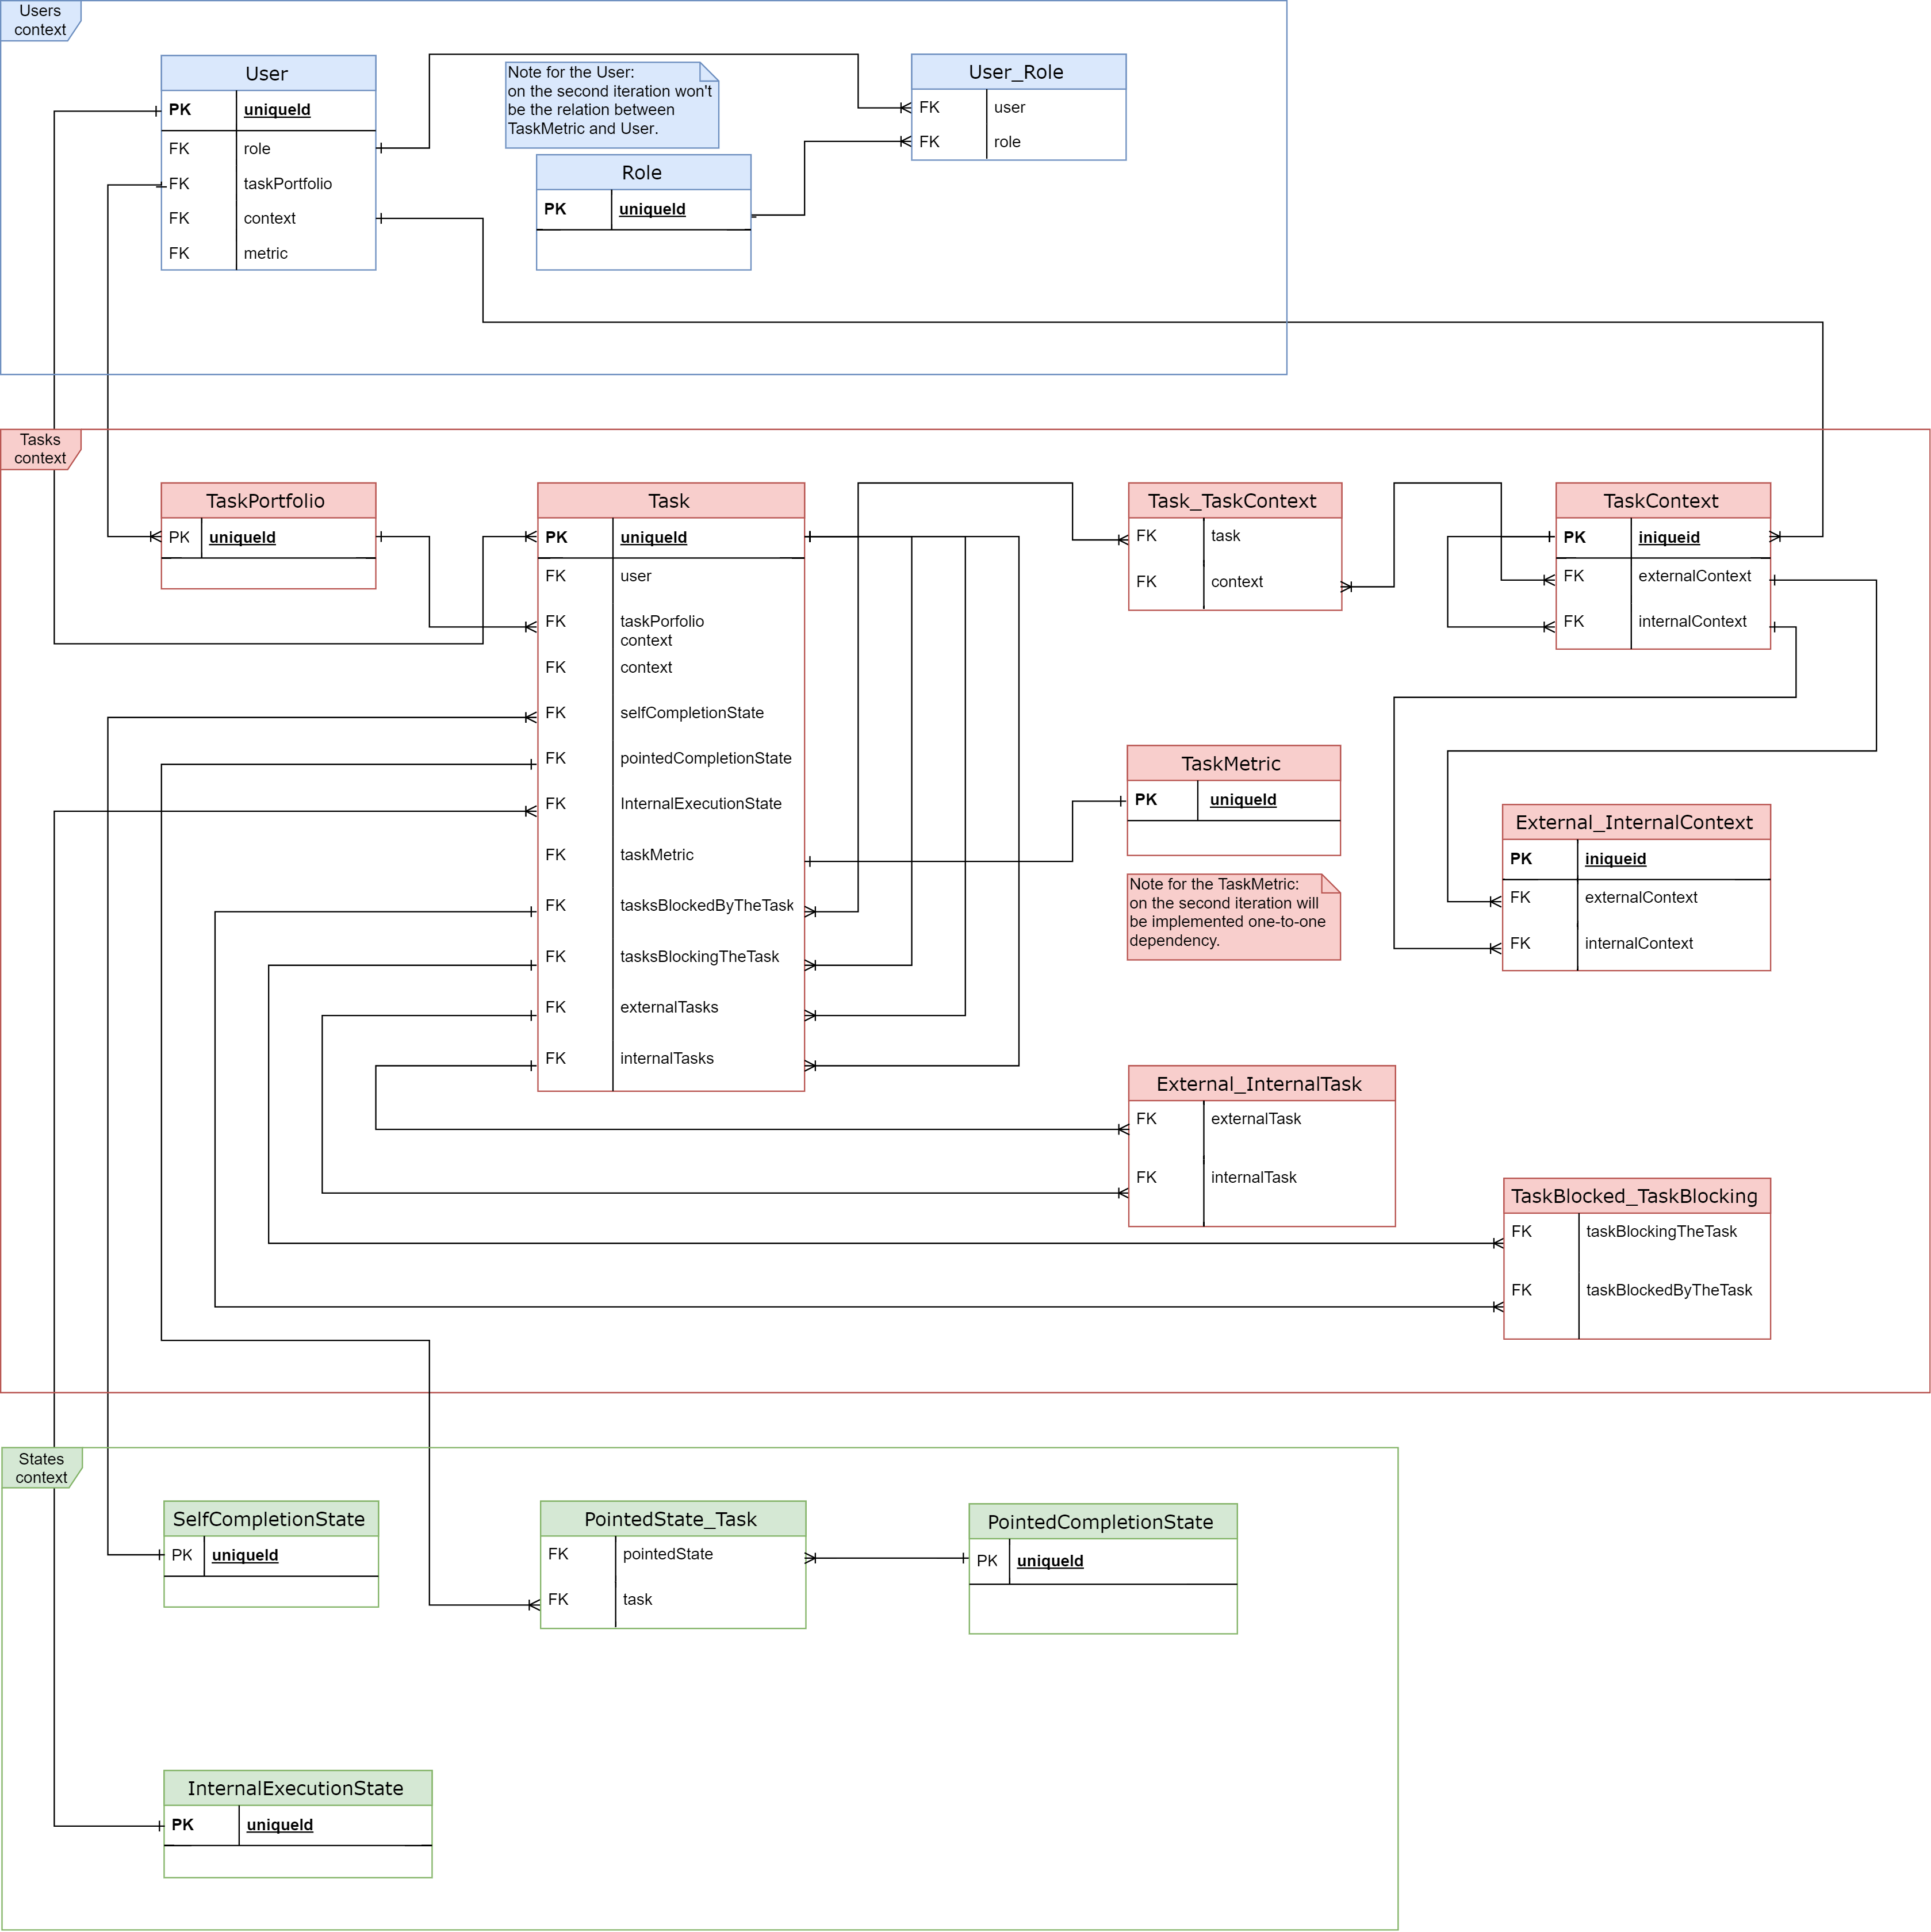 Users
context
User
PK uniqueId
FK role
FK taskPortfolio
FK context
FK metric
Note for the User:
on the second iteration won't
be the relation between
TaskMetric and User.
Role
PK uniqueId
User_Role
FK user
FK role
Tasks
context
TaskPortfolio
PK uniqueId
Task
PK uniqueId
FK user
FK taskPorfolio
context
FK context
FK selfCompletionState
FK pointedCompletionState
FK InternalExecutionState
FK taskMetric
FK tasksBlockedByTheTask
FK tasksBlockingTheTask
FK externalTasks
FK internalTasks
Task_TaskContext
FK task
FK context
TaskContext
PK iniqueid
FK externalContext
FK internalContext
TaskMetric
PK uniqueId
Note for the TaskMetric:
on the second iteration will
be implemented one-to-one
dependency.
External_InternalContext
PK iniqueid
FK externalContext
FK internalContext
External_InternalTask
FK externalTask
FK internalTask
TaskBlocked_TaskBlocking
FK taskBlockingTheTask
FK taskBlockedByTheTask
States
context
SelfCompletionState
PK uniqueId
PointedState_Task
FK pointedState
FK task
PointedCompletionState
PK uniqueId
InternalExecutionState
PK uniqueId